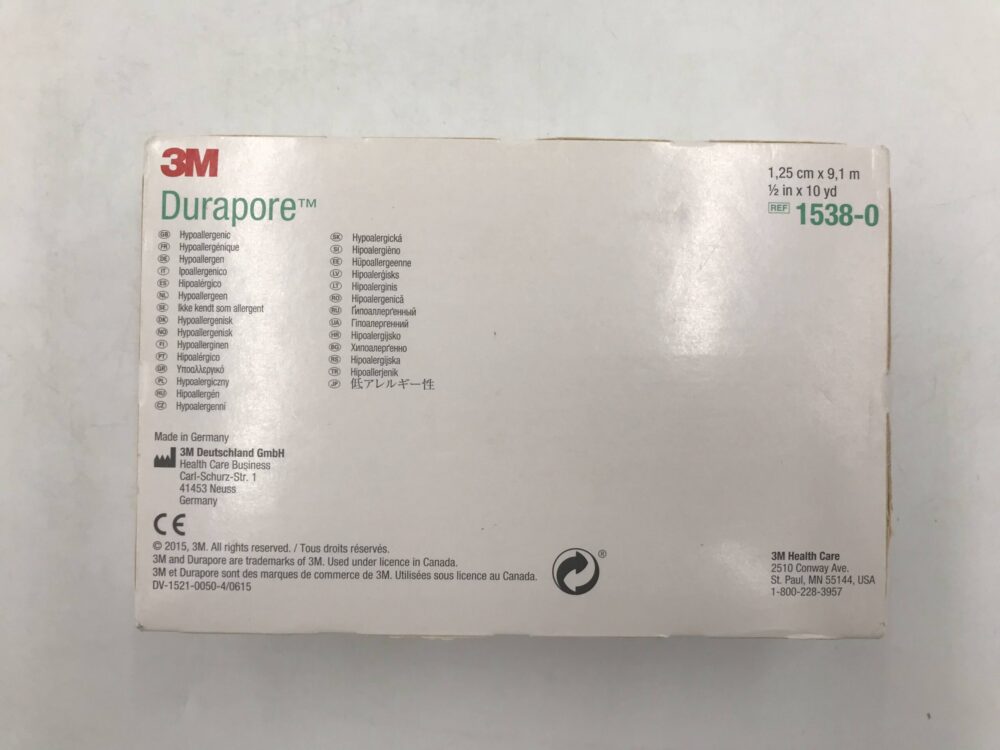 3M
Durapore™
1,25 cm x 9,1 m
½ in x 10 yd
REF 1538-0
GB Hypoallergenic
FR Hypoallergénique
DE Hypoallergen
IT Ipoallergenico
ES Hipoalérgico
NL Hypoallergeen
SE Ikke kendt som allergent
DK Hypoallergenisk
NO Hypoallergenisk
FI Hypoallerginen
PT Hipoalérgico
GR Υποαλλεργικό
PL Hypoalergiczny
HU Hipoallergén
CZ Hypoalergenní
SK Hypoalergická
SI Hipoalergièno
EE Hüpoallergeenne
LV Hipoalerģisks
LT Hipoalerginis
RO Hipoalergenică
RU Гипоаллерґенный
UA Гіпоалергенний
HR Hipoalergijsko
BG Хипоалерґенно
RS Hipoalergijska
TR Hipoallerjenik
JP 低アレルギー性
Made in Germany
3M Deutschland GmbH
Health Care Business
Carl-Schurz-Str. 1
41453 Neuss
Germany
CE
© 2015, 3M. All rights reserved. / Tous droits réservés.
3M and Durapore are trademarks of 3M. Used under licence in Canada.
3M et Durapore sont des marques de commerce de 3M. Utilisées sous licence au Canada.
DV-1521-0050-4/0615
®
3M Health Care
2510 Conway Ave.
St. Paul, MN 55144, USA
1-800-228-3957